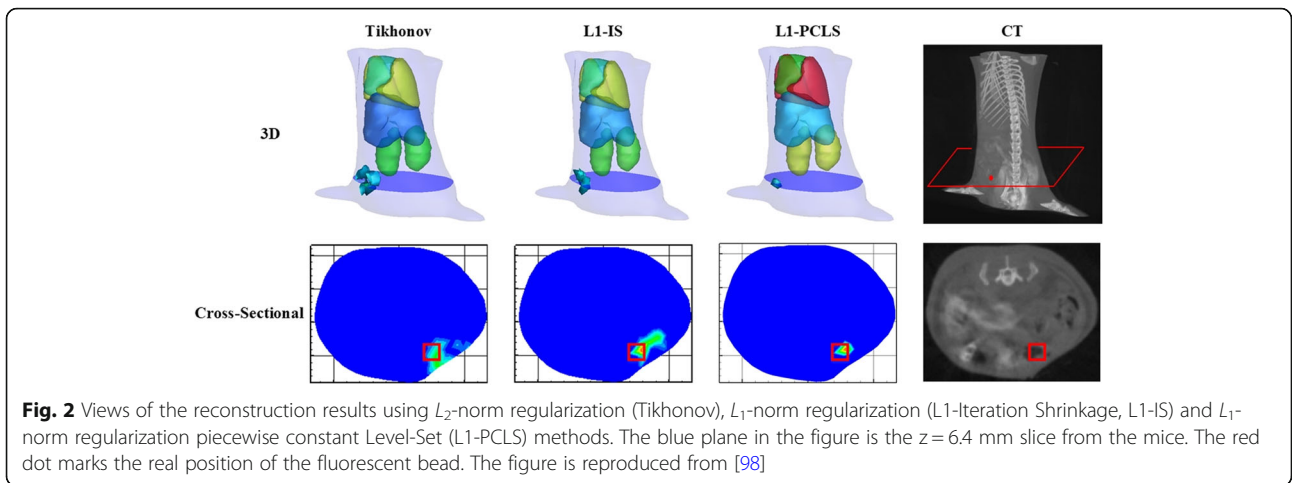 Tikhonov L1-IS L1-PCLS CT
3D
Cross-Sectional
Fig. 2 Views of the reconstruction results using L2-norm regularization (Tikhonov), L1-norm regularization (L1-Iteration Shrinkage, L1-IS) and L1-
norm regularization piecewise constant Level-Set (L1-PCLS) methods. The blue plane in the figure is the z = 6.4 mm slice from the mice. The red
dot marks the real position of the fluorescent bead. The figure is reproduced from [98]